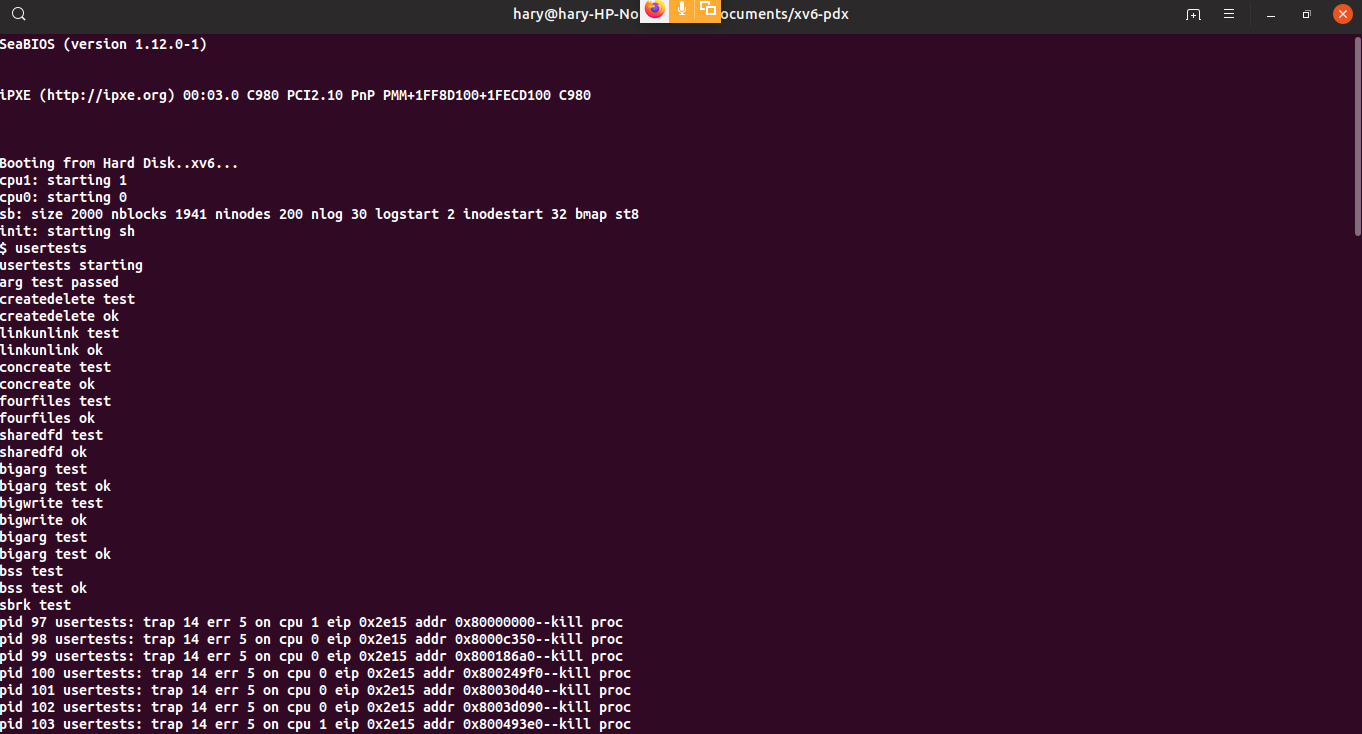 hary@hary-HP-No ocuments/xv6-pdx
SeaBIOS (version 1.12.0-1)
iPXE (http://ipxe.org) 00:03.0 C980 PCI2.10 PnP PMM+1FF8D100+1FECD100 C980
Booting from Hard Disk..xv6...
cpu1: starting 1
cpu0: starting 0
sb: size 2000 nblocks 1941 ninodes 200 nlog 30 logstart 2 inodestart 32 bmap st8
init: starting sh
$ usertests
usertests starting
arg test passed
createdelete test
createdelete ok
linkunlink test
linkunlink ok
concreate test
concreate ok
fourfiles test
fourfiles ok
sharedfd test
sharedfd ok
bigarg test
bigarg test ok
bigwrite test
bigwrite ok
bigarg test
bigarg test ok
bss test
bss test ok
sbrk test
pid 97 usertests: trap 14 err 5 on cpu 1 eip 0x2e15 addr 0x80000000--kill proc
pid 98 usertests: trap 14 err 5 on cpu 0 eip 0x2e15 addr 0x8000c350--kill proc
pid 99 usertests: trap 14 err 5 on cpu 0 eip 0x2e15 addr 0x800186a0--kill proc
pid 100 usertests: trap 14 err 5 on cpu 0 eip 0x2e15 addr 0x800249f0--kill proc
pid 101 usertests: trap 14 err 5 on cpu 0 eip 0x2e15 addr 0x80030d40--kill proc
pid 102 usertests: trap 14 err 5 on cpu 0 eip 0x2e15 addr 0x8003d090--kill proc
pid 103 usertests: trap 14 err 5 on cpu 1 eip 0x2e15 addr 0x800493e0--kill proc